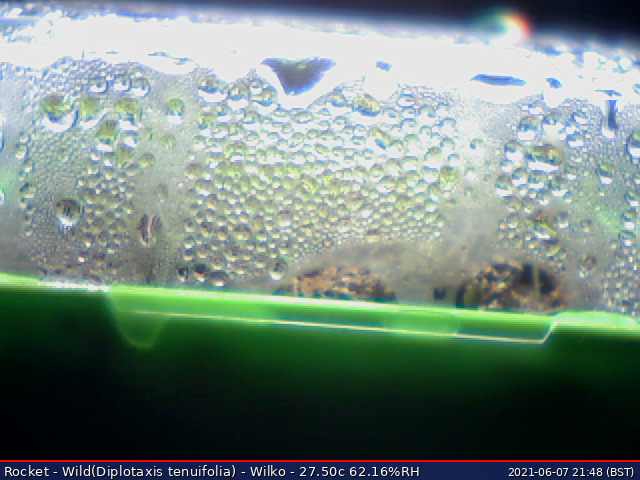 Rocket - Wild(Diplotaxis tenuifolia) - Wilko - 27.50c 62.16%RH 2021-06-07 21:48 (BST)